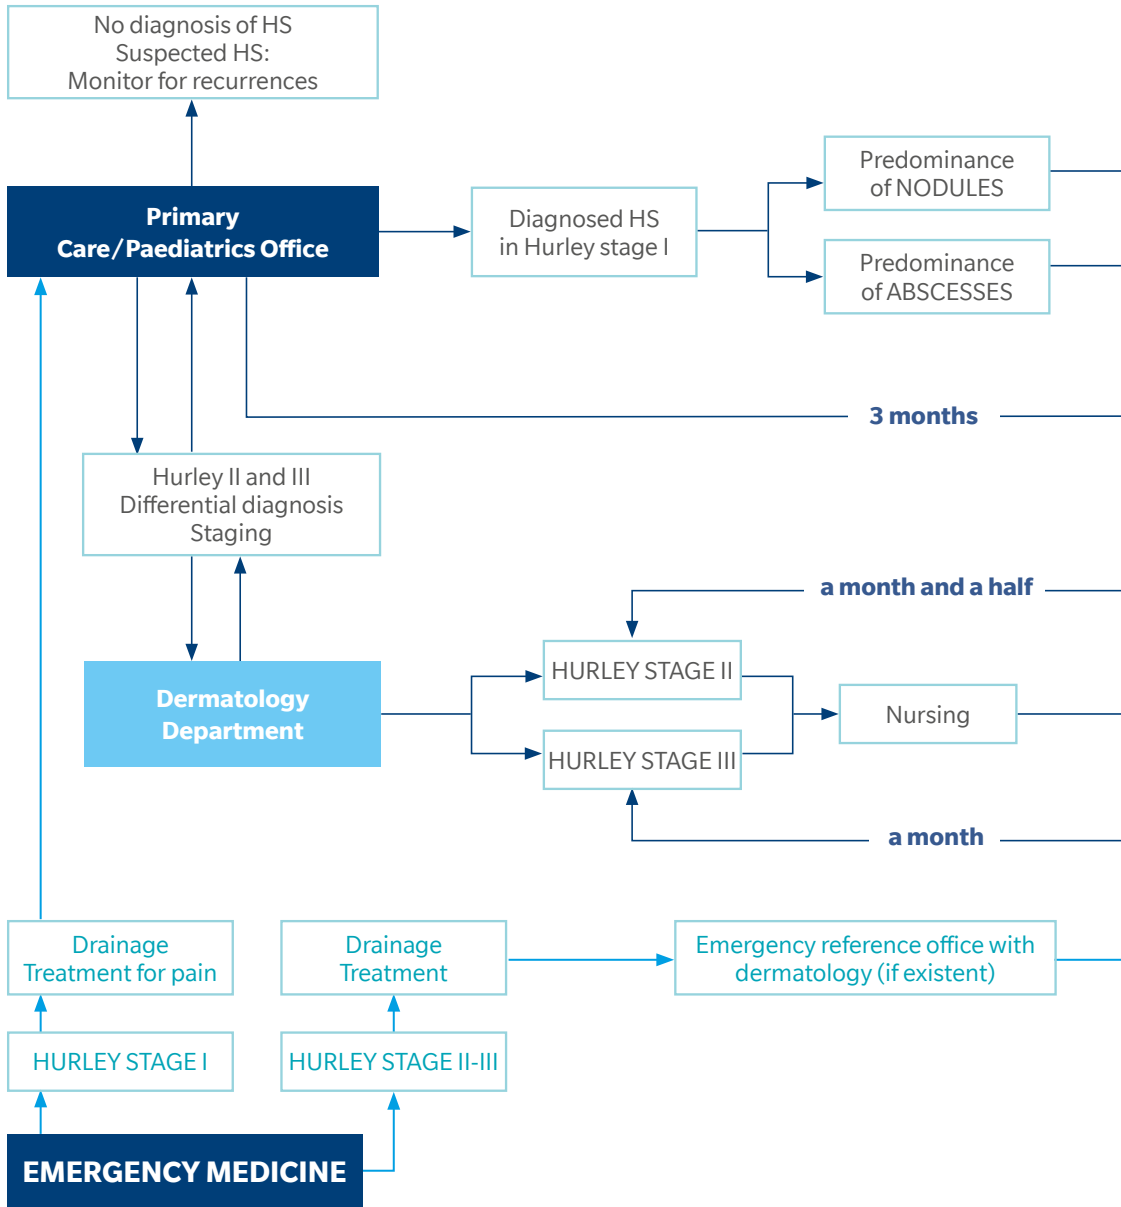 No diagnosis of HS
Suspected HS:
Monitor for recurrences
Primary
Care/Paediatrics Office
Diagnosed HS
in Hurley stage I
Predominance
of NODULES
Predominance
of ABSCESSES
3 months
Hurley II and III
Differential diagnosis
Staging
a month and a half
Dermatology
Department
HURLEY STAGE II
HURLEY STAGE III
Nursing
a month
Drainage
Treatment for pain
Drainage
Treatment
Emergency reference office with
dermatology (if existent)
HURLEY STAGE I
HURLEY STAGE II-III
EMERGENCY MEDICINE